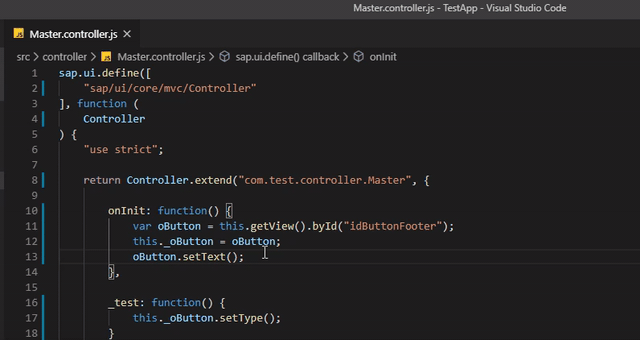 Master.controller.js - TestApp - Visual Studio Code
JS Master.controller.js ×
src > controller > JS Master.controller.js > sap.ui.define() callback > onInit
1 sap.ui.define([
2 "sap/ui/core/mvc/Controller"
3 ], function (
4 Controller
5 ) {
6 "use strict";
7
8 return Controller.extend("com.test.controller.Master", {
9
10 onInit: function() {
11 var oButton = this.getView().byId("idButtonFooter");
12 this._oButton = oButton;
13 oButton.setText();
14 },
15
16 _test: function() {
17 this._oButton.setType();
18 }